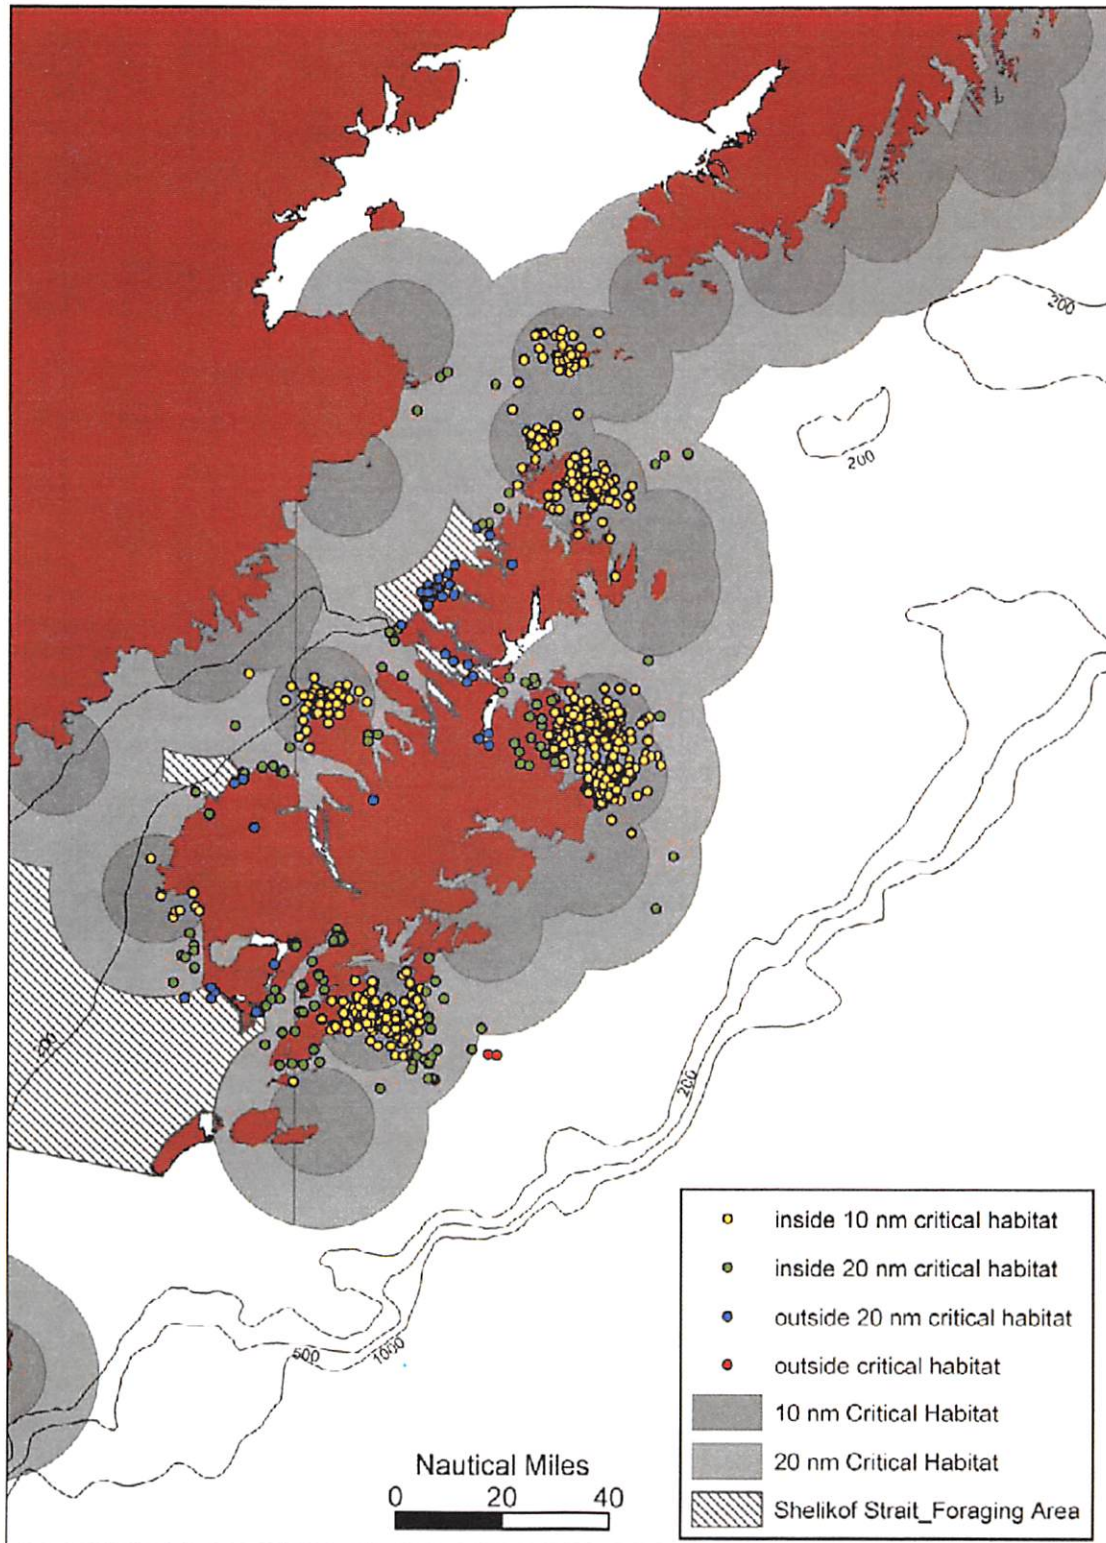 200
200
200
200
500
1000
inside 10 nm critical habitat
inside 20 nm critical habitat
outside 20 nm critical habitat
outside critical habitat
10 nm Critical Habitat
20 nm Critical Habitat
Shelikof Strait_Foraging Area
Nautical Miles
0 20 40